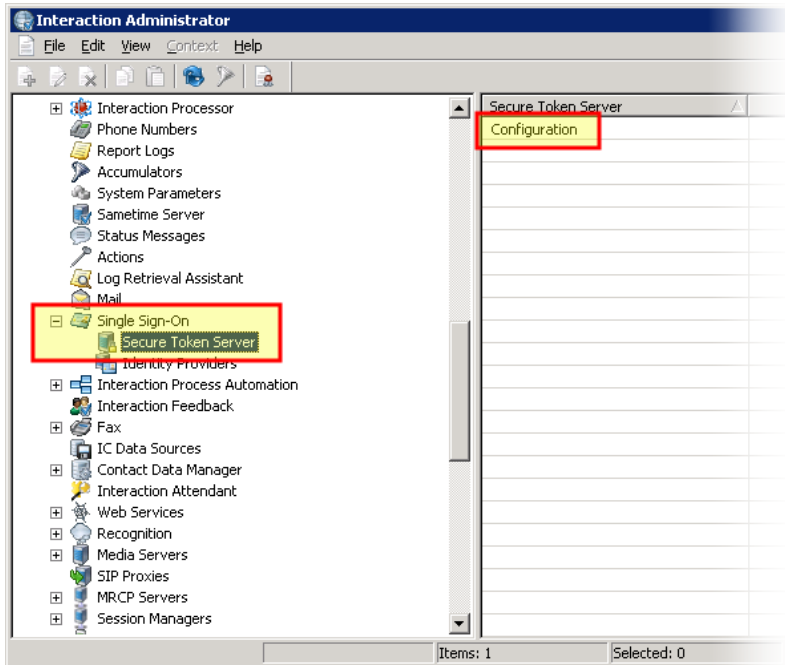 Interaction Administrator
File Edit View Context Help
Interaction Processor
Phone Numbers
Report Logs
Accumulators
System Parameters
Sametime Server
Status Messages
Actions
Log Retrieval Assistant
Mail
Single Sign-On
Secure Token Server
Identity Providers
Interaction Process Automation
Interaction Feedback
Fax
IC Data Sources
Contact Data Manager
Interaction Attendant
Web Services
Recognition
Media Servers
SIP Proxies
MRCP Servers
Session Managers
Secure Token Server
Configuration
Items: 1 Selected: 0